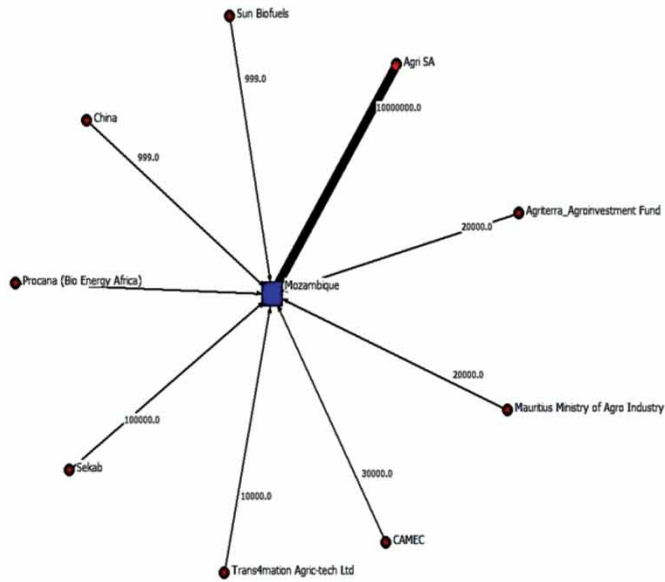 Sun Biofuels
Agri SA
999.0
10000000.0
China
999.0
Agriterra_Agroinvestment Fund
20000.0
Procana (Bio Energy Africa)
Mozambique
20000.0
Mauritius Ministry of Agro Industry
100000.0
Sekab
30000.0
10000.0
CAMEC
Trans4mation Agric-tech Ltd